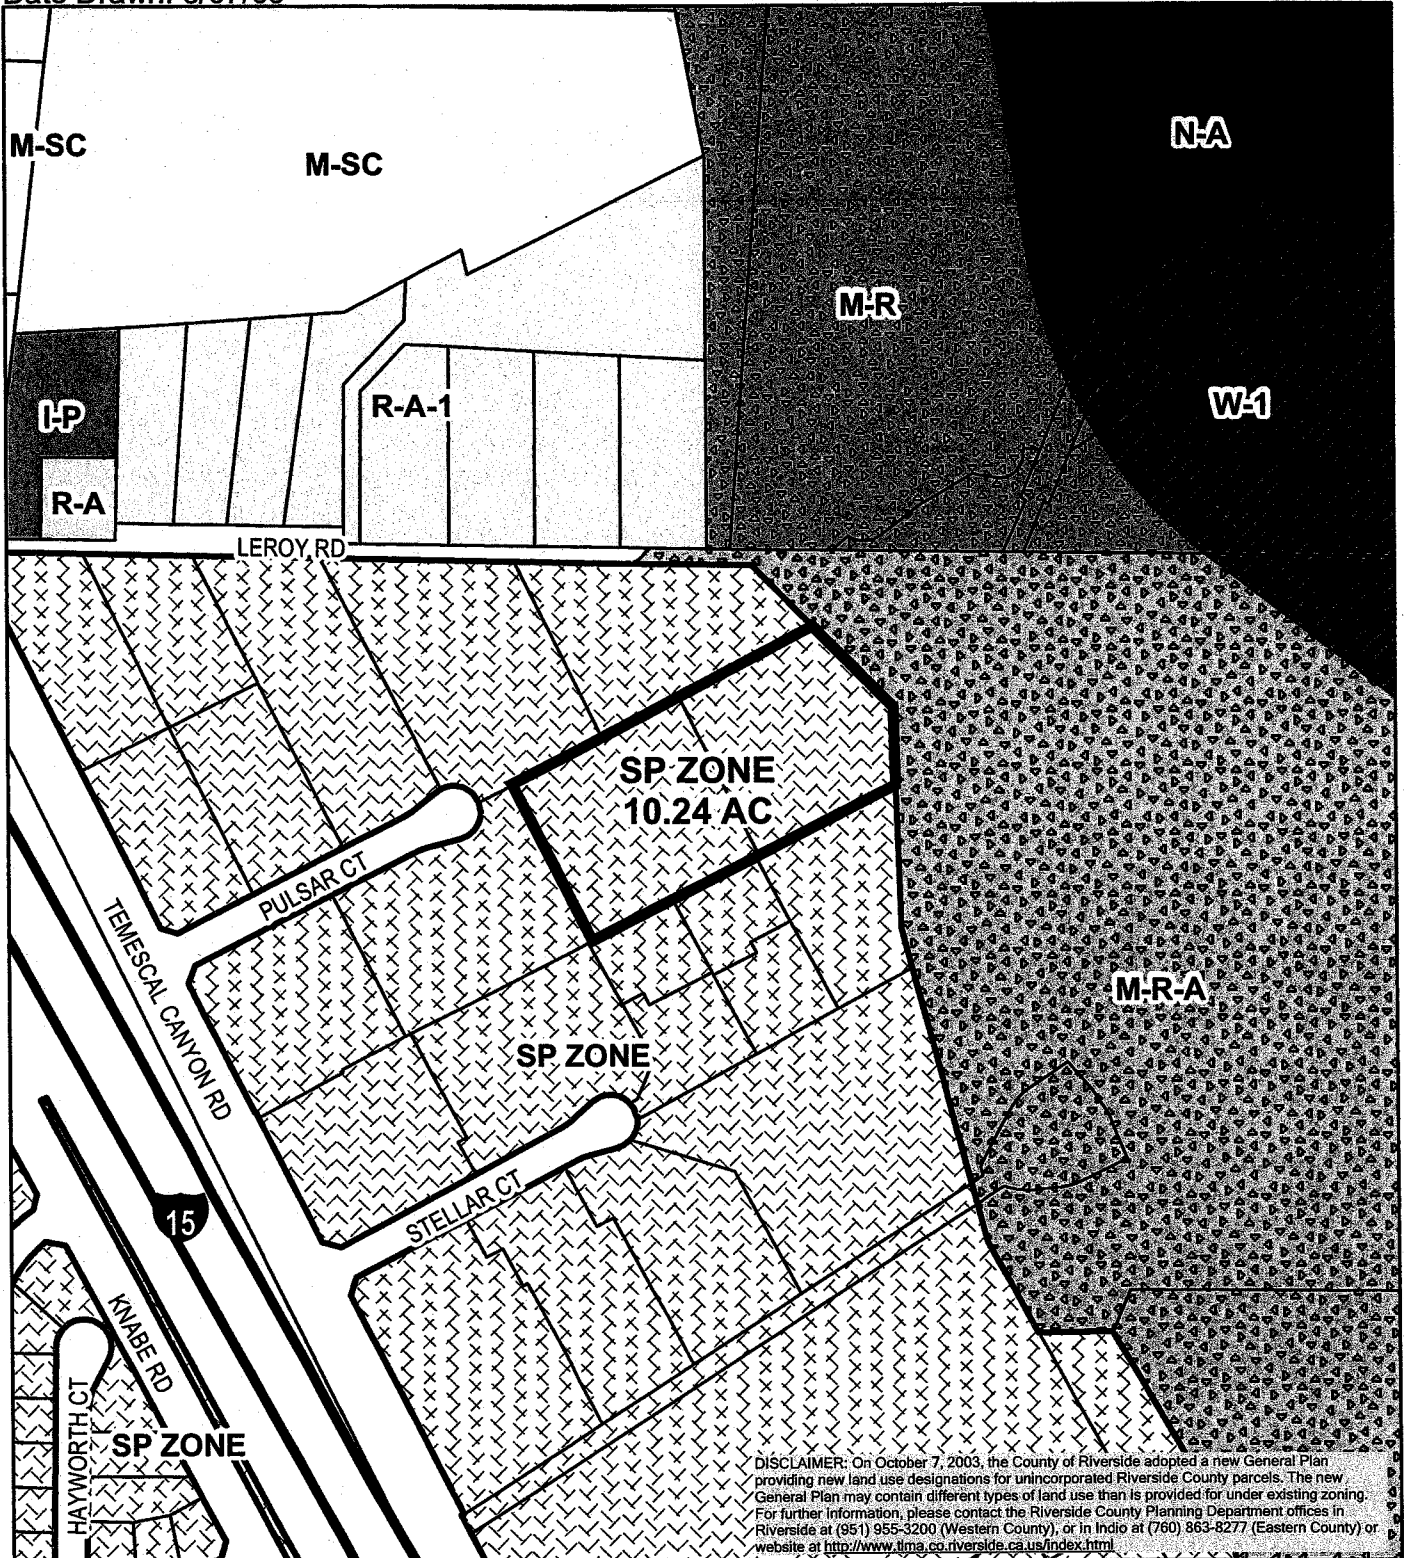 M-SC
M-SC
N-A
M-R
W-1
I-P
R-A-1
R-A
LEROY RD
SP ZONE
10.24 AC
PULSAR CT
TEMESCAL CANYON RD
M-R-A
SP ZONE
STELLAR CT
15
KNABE RD
HAYWORTH CT
SP ZONE
DISCLAIMER: On October 7, 2003, the County of Riverside adopted a new General Plan
providing new land use designations for unincorporated Riverside County parcels. The new
General Plan may contain different types of land use than is provided for under existing zoning.
For further information, please contact the Riverside County Planning Department offices in
Riverside at (951) 955-3200 (Western County), or in Indio at (760) 863-8277 (Eastern County) or
website at http://www.tlma.co.riverside.ca.us/index.html